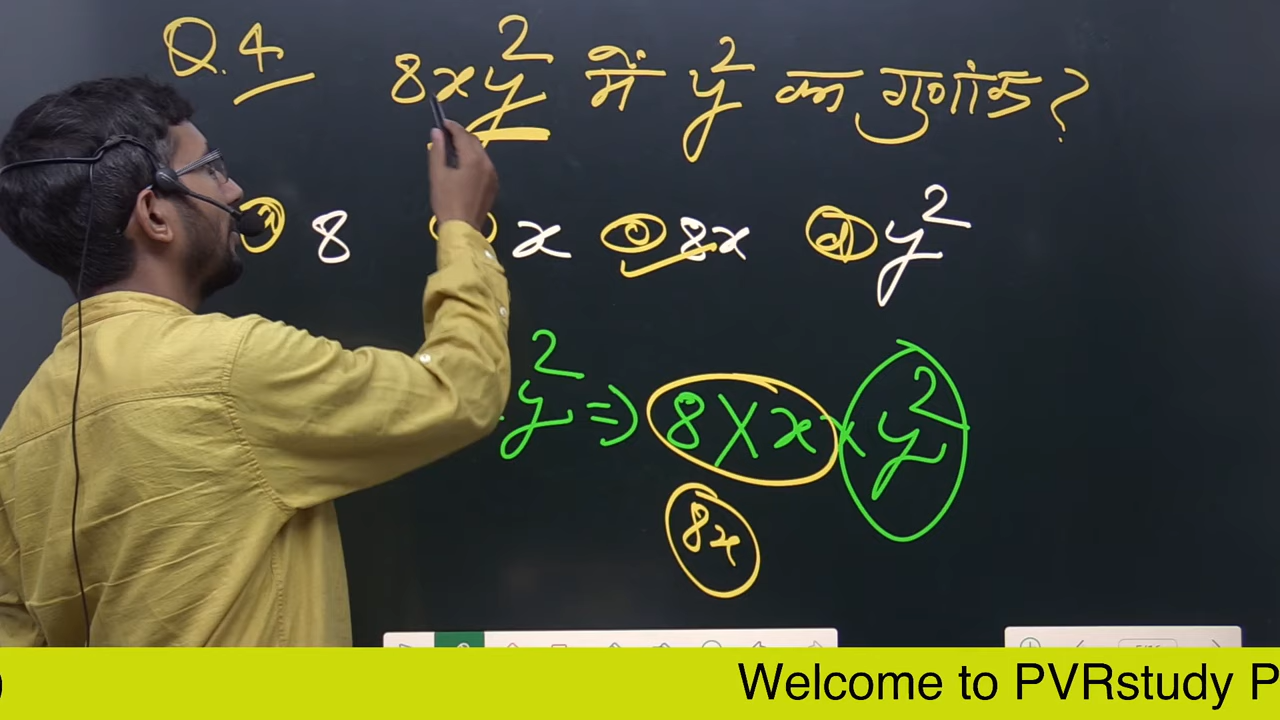 Q.4. 8xy² में y² का गुणांक?
8 x 8x y²
y² => 8 X x x y²
8x
Welcome to PVRstudy P